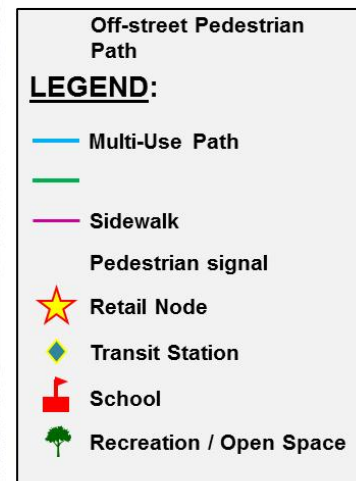 Off-street Pedestrian
Path
LEGEND:
Multi-Use Path
Sidewalk
Pedestrian signal
Retail Node
Transit Station
School
Recreation / Open Space